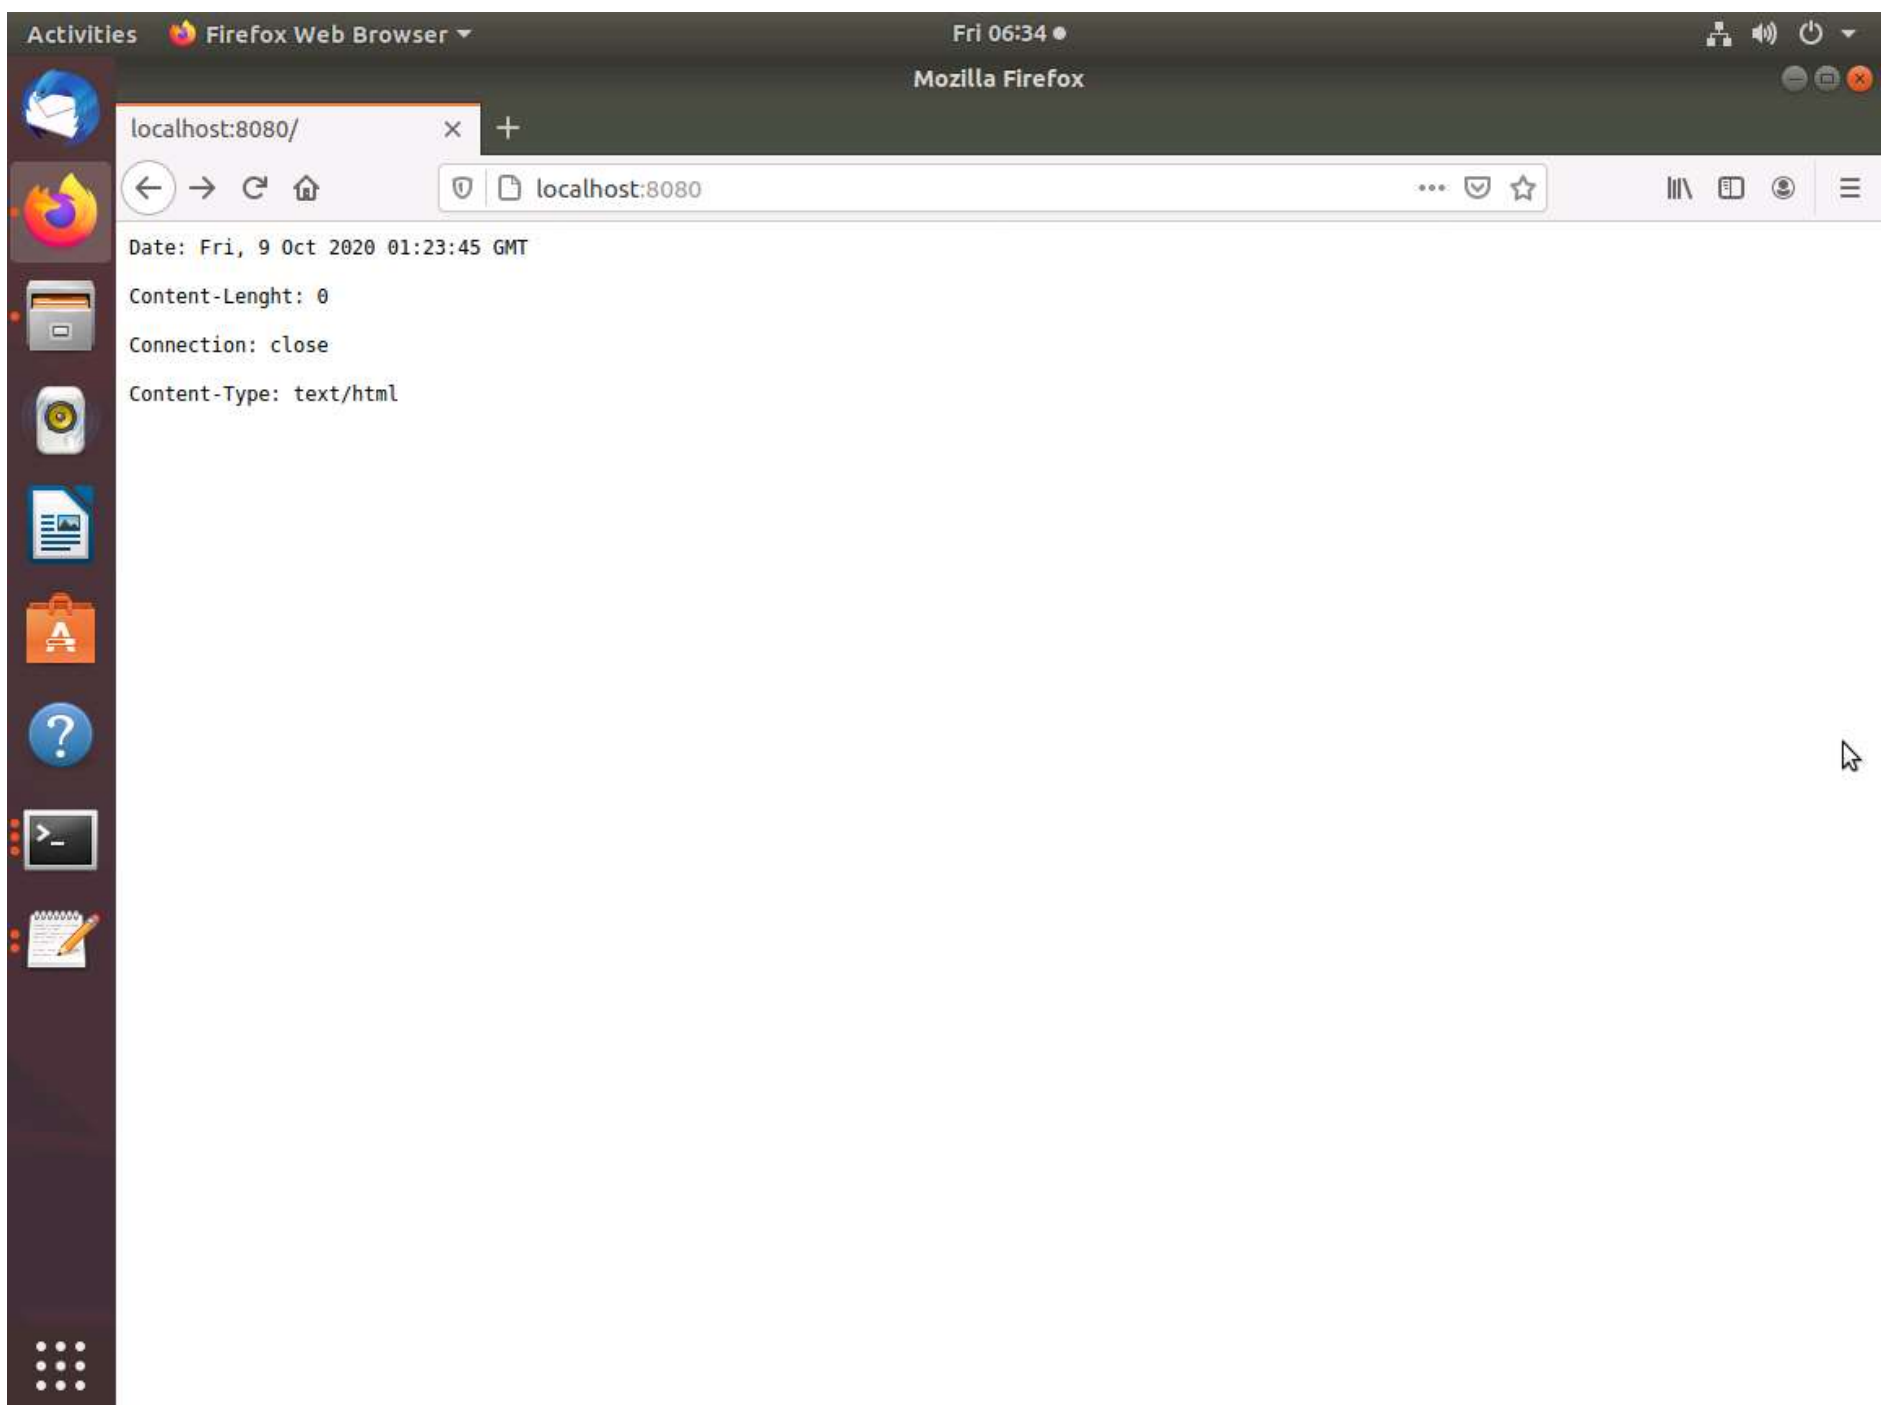 Activities Firefox Web Browser Fri 06:34
Mozilla Firefox
localhost:8080/
localhost:8080
Date: Fri, 9 Oct 2020 01:23:45 GMT
Content-Lenght: 0
Connection: close
Content-Type: text/html